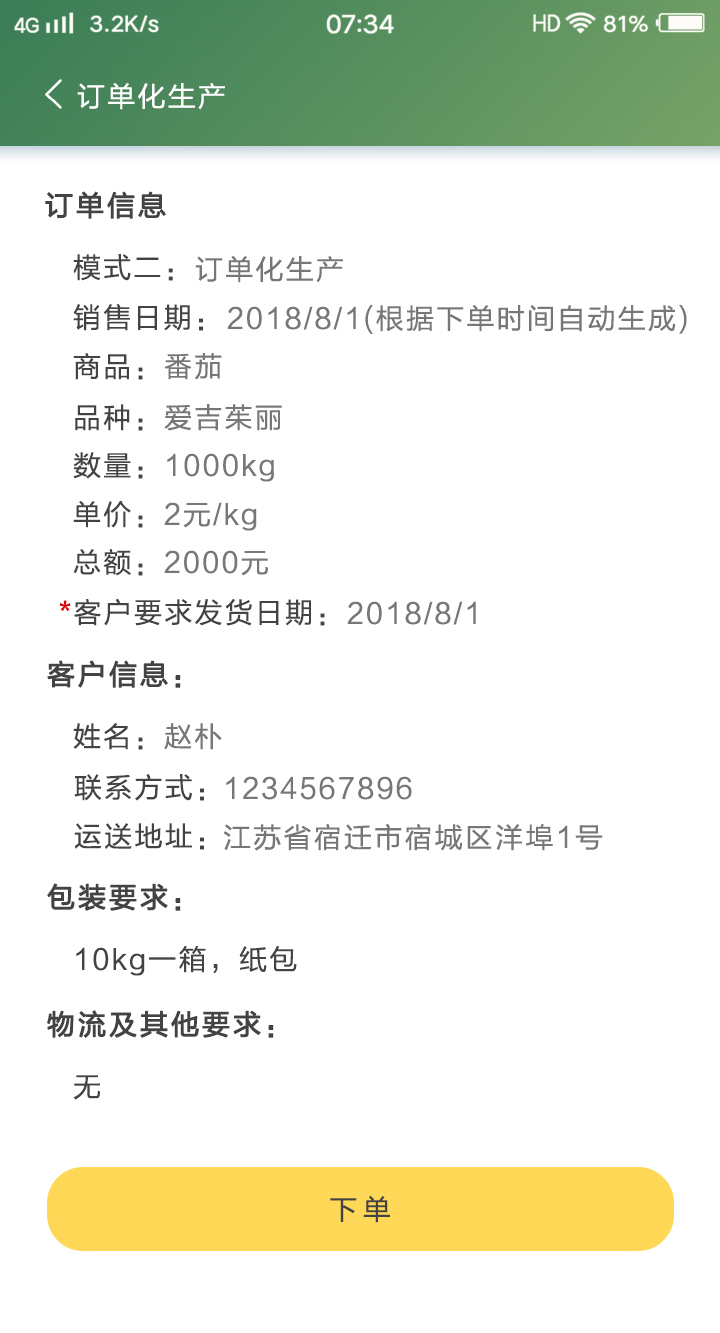 4G 3.2K/s 07:34 HD 81%
订单化生产
订单信息
模式二：订单化生产
销售日期：2018/8/1(根据下单时间自动生成)
商品：番茄
品种：爱吉茱丽
数量：1000kg
单价：2元/kg
总额：2000元
*客户要求发货日期：2018/8/1
客户信息：
姓名：赵朴
联系方式：1234567896
运送地址：江苏省宿迁市宿城区洋埠1号
包装要求：
10kg一箱，纸包
物流及其他要求：
无
下单